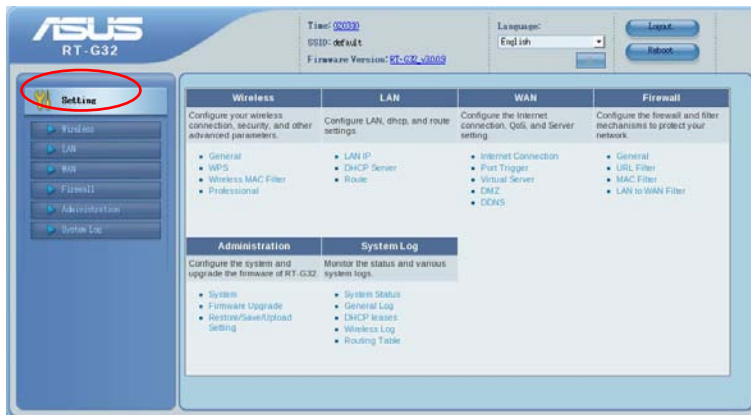 ASUS
RT-G32
Time:
SSID: default
Firmware Version:
Language:
English
Logout
Reboot
Setting
Wireless
LAN
WAN
Firewall
Administration
System Log
Wireless
Configure your wireless
connection, security, and other
advanced parameters.
General
WPS
Wireless MAC Filter
Professional
LAN
Configure LAN, dhcp, and route
settings
LAN IP
DHCP Server
Route
WAN
Configure the Internet
connection, QoS, and Server
setting
Internet Connection
Port Trigger
Virtual Server
DMZ
DDNS
Firewall
Configure the firewall and filter
mechanisms to protect your
network.
General
URL Filter
MAC Filter
LAN to WAN Filter
Administration
Configure the system and
upgrade the firmware of RT-G32.
System
Firmware Upgrade
Restore/Save/Upload
Setting
System Log
Monitor the status and various
system logs.
System Status
General Log
DHCP leases
Wireless Log
Routing Table